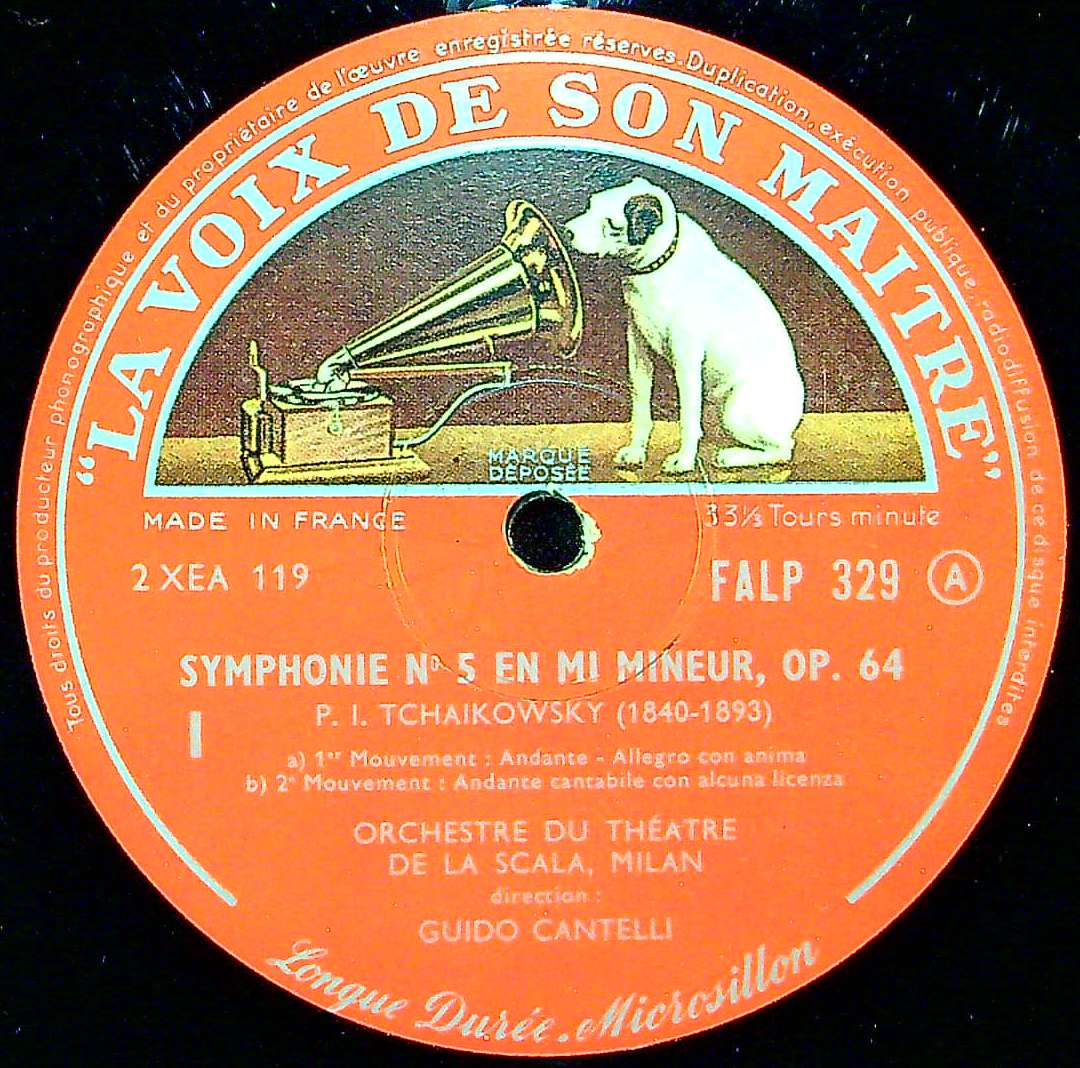 Tous droits du producteur phonographique et du propriétaire de l'œuvre enregistrée réservés. Duplication, exécution publique, radiodiffusion de ce disque interdites
"LA VOIX DE SON MAITRE"
MARQUE
DÉPOSÉE
MADE IN FRANCE
33⅓ Tours minute
2 XEA 119
FALP 329 A
SYMPHONIE Nº 5 EN MI MINEUR, OP. 64
I
P. I. TCHAIKOWSKY (1840-1893)
a) 1er Mouvement : Andante - Allegro con anima
b) 2e Mouvement : Andante cantabile con alcuna licenza
ORCHESTRE DU THÉATRE
DE LA SCALA, MILAN
direction :
GUIDO CANTELLI
Longue Durée. Microsillon